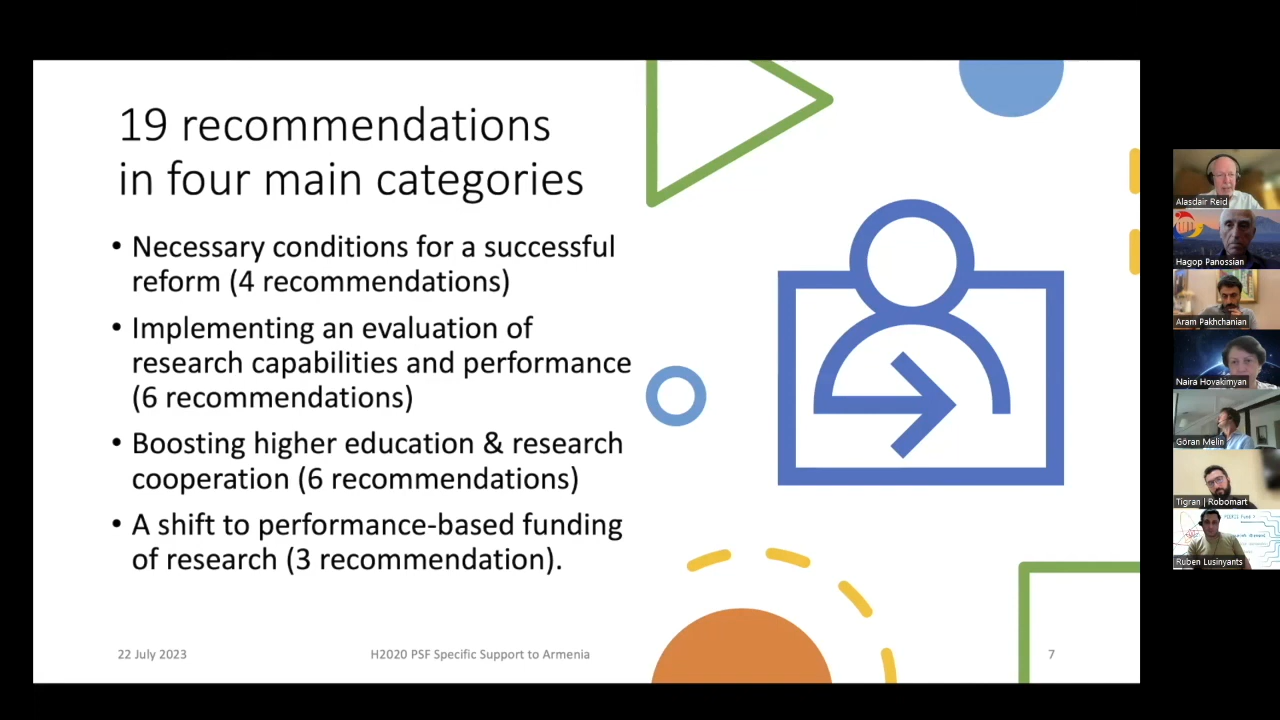 19 recommendations
in four main categories
• Necessary conditions for a successful
reform (4 recommendations)
• Implementing an evaluation of
research capabilities and performance
(6 recommendations)
• Boosting higher education & research
cooperation (6 recommendations)
• A shift to performance-based funding
of research (3 recommendation).
22 July 2023
H2020 PSF Specific Support to Armenia
7
Alasdair Reid
Hagop Panossian
Aram Pakhchanian
Naira Hovakimyan
Göran Melin
Tigran | Robomart
Ruben Lusinyants